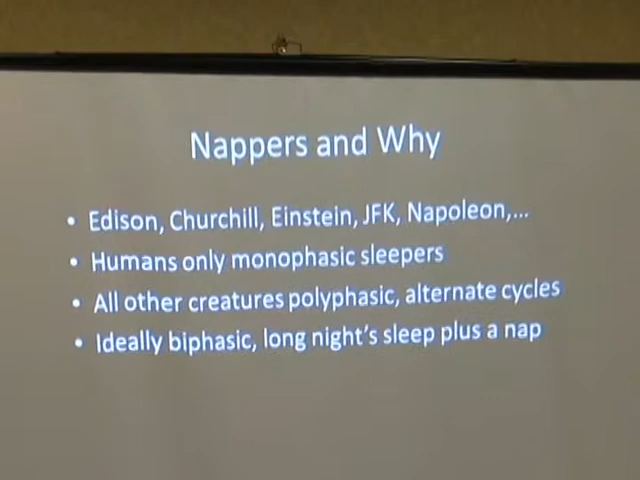 Nappers and Why
• Edison, Churchill, Einstein, JFK, Napoleon,...
• Humans only monophasic sleepers
• All other creatures polyphasic, alternate cycles
• Ideally biphasic, long night's sleep plus a nap